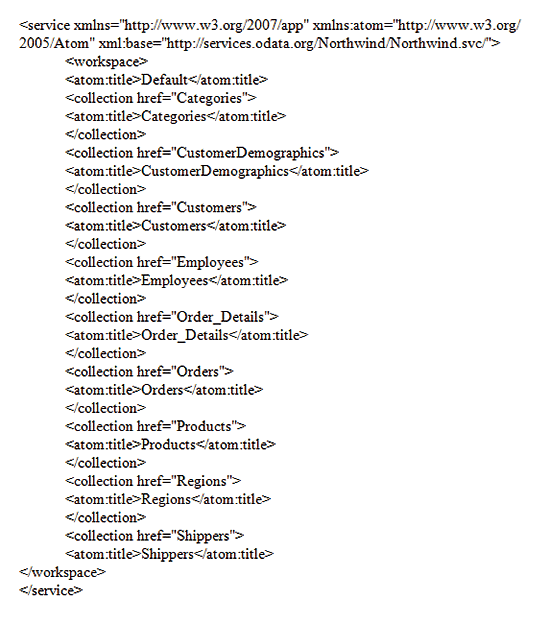 <service xmlns="http://www.w3.org/2007/app" xmlns:atom="http://www.w3.org/
2005/Atom" xml:base="http://services.odata.org/Northwind/Northwind.svc/">
<workspace>
<atom:title>Default</atom:title>
<collection href="Categories">
<atom:title>Categories</atom:title>
</collection>
<collection href="CustomerDemographics">
<atom:title>CustomerDemographics</atom:title>
</collection>
<collection href="Customers">
<atom:title>Customers</atom:title>
</collection>
<collection href="Employees">
<atom:title>Employees</atom:title>
</collection>
<collection href="Order_Details">
<atom:title>Order_Details</atom:title>
</collection>
<collection href="Orders">
<atom:title>Orders</atom:title>
</collection>
<collection href="Products">
<atom:title>Products</atom:title>
</collection>
<collection href="Regions">
<atom:title>Regions</atom:title>
</collection>
<collection href="Shippers">
<atom:title>Shippers</atom:title>
</workspace>
</service>